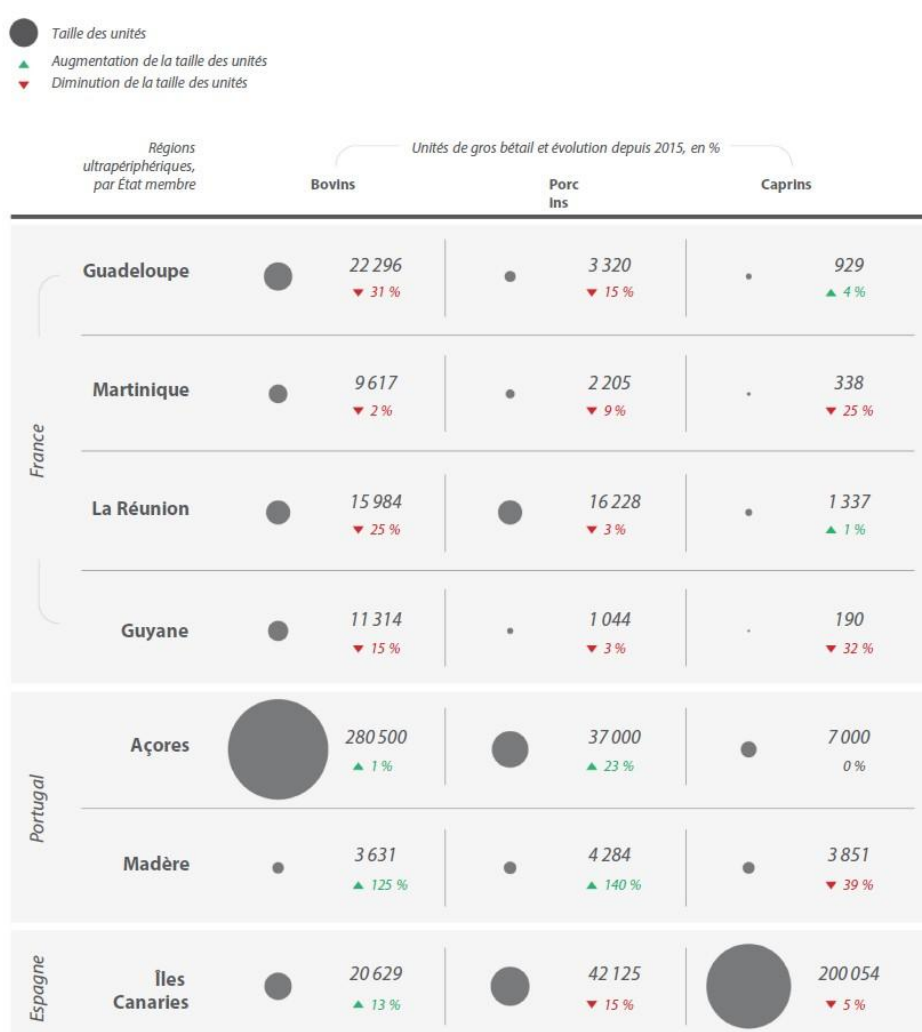 Taille des unités
Augmentation de la taille des unités
Diminution de la taille des unités
Régions
ultrapériphériques,
par État membre
Unités de gros bétail et évolution depuis 2015, en %
Bovins
Porc
ins
Caprins
France
Guadeloupe
22 296
▼ 31 %
3 320
▼ 15 %
929
▲ 4 %
Martinique
9 617
▼ 2 %
2 205
▼ 9 %
338
▼ 25 %
La Réunion
15 984
▼ 25 %
16 228
▼ 3 %
1 337
▲ 1 %
Guyane
11 314
▼ 15 %
1 044
▼ 3 %
190
▼ 32 %
Portugal
Açores
280 500
▲ 1 %
37 000
▲ 23 %
7 000
0 %
Madère
3 631
▲ 125 %
4 284
▲ 140 %
3 851
▼ 39 %
Espagne
Îles
Canaries
20 629
▲ 13 %
42 125
▼ 15 %
200 054
▼ 5 %